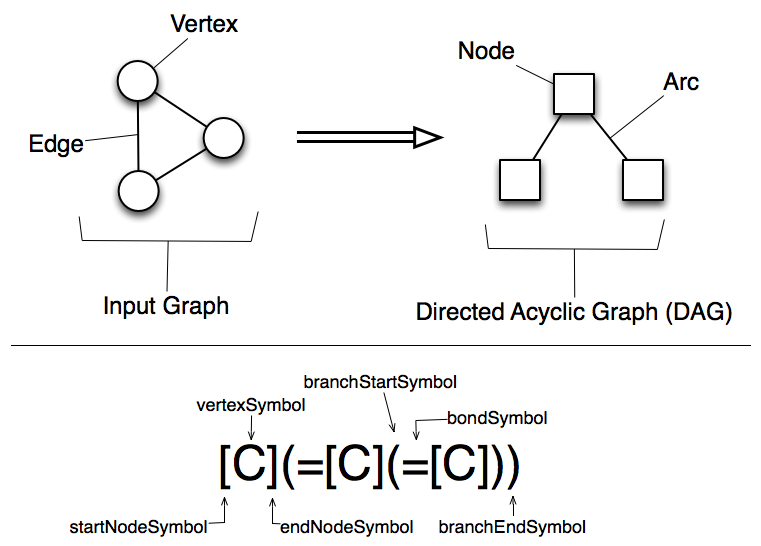 Vertex
Node
Arc
Edge
Input Graph
Directed Acyclic Graph (DAG)
branchStartSymbol
vertexSymbol
bondSymbol
[C](=[C](=[C]))
startNodeSymbol
endNodeSymbol
branchEndSymbol